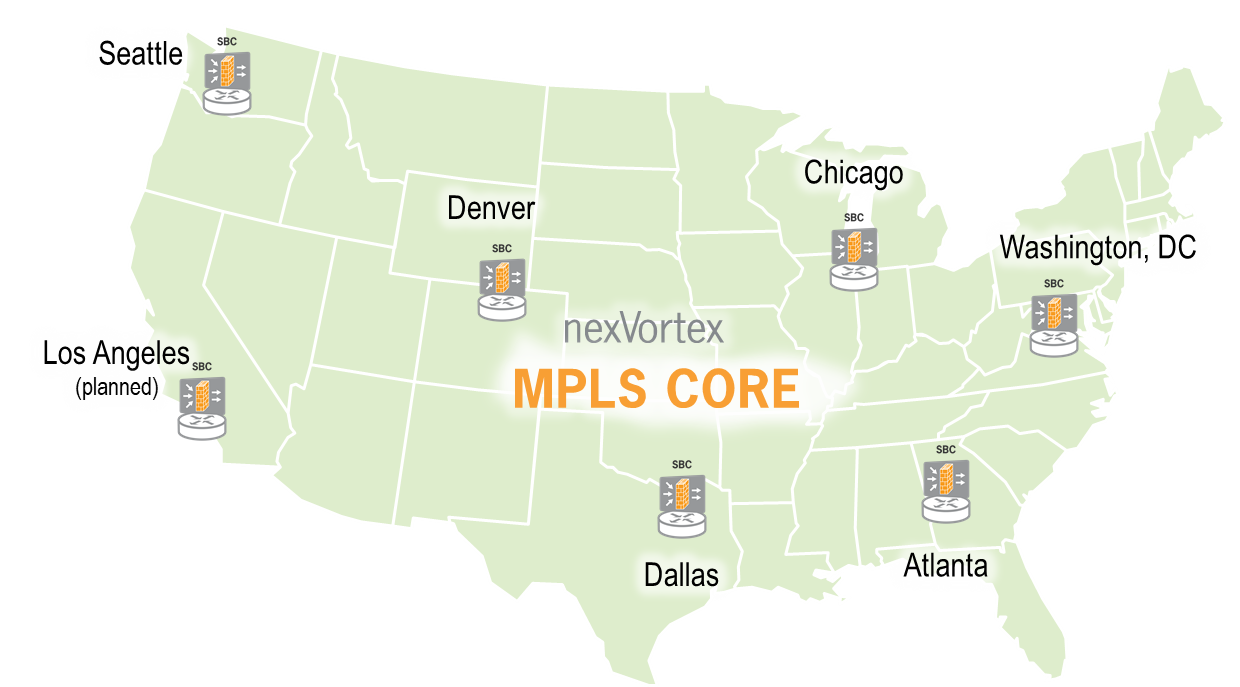 Seattle
SBC
Chicago
SBC
Denver
SBC
Washington, DC
SBC
nexVortex
MPLS CORE
Los Angeles
(planned)
SBC
SBC
Dallas
SBC
Atlanta